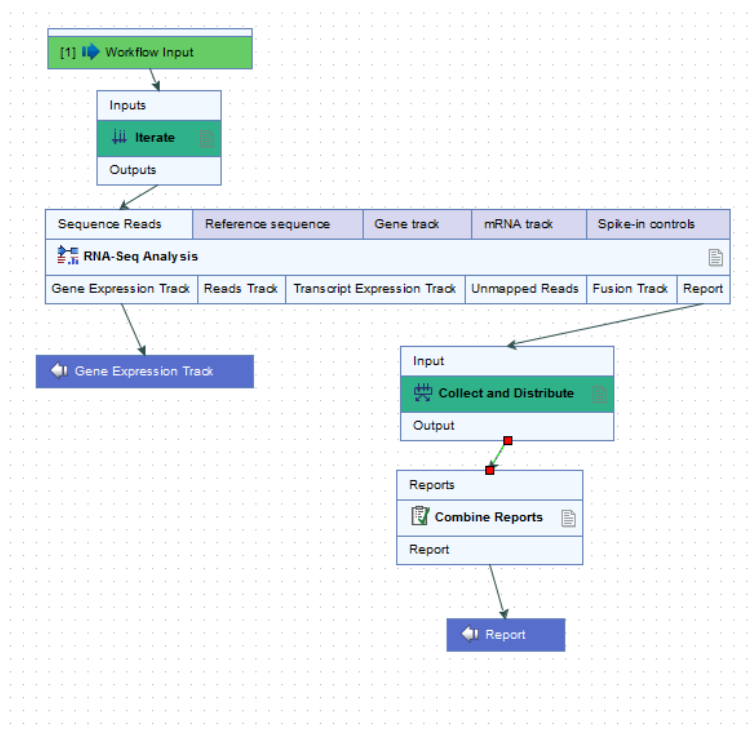 [1] Workflow Input
Inputs
Iterate
Outputs
Sequence Reads Reference sequence Gene track mRNA track Spike-in controls
RNA-Seq Analysis
Gene Expression Track Reads Track Transcript Expression Track Unmapped Reads Fusion Track Report
Gene Expression Track
Input
Collect and Distribute
Output
Reports
Combine Reports
Report
Report